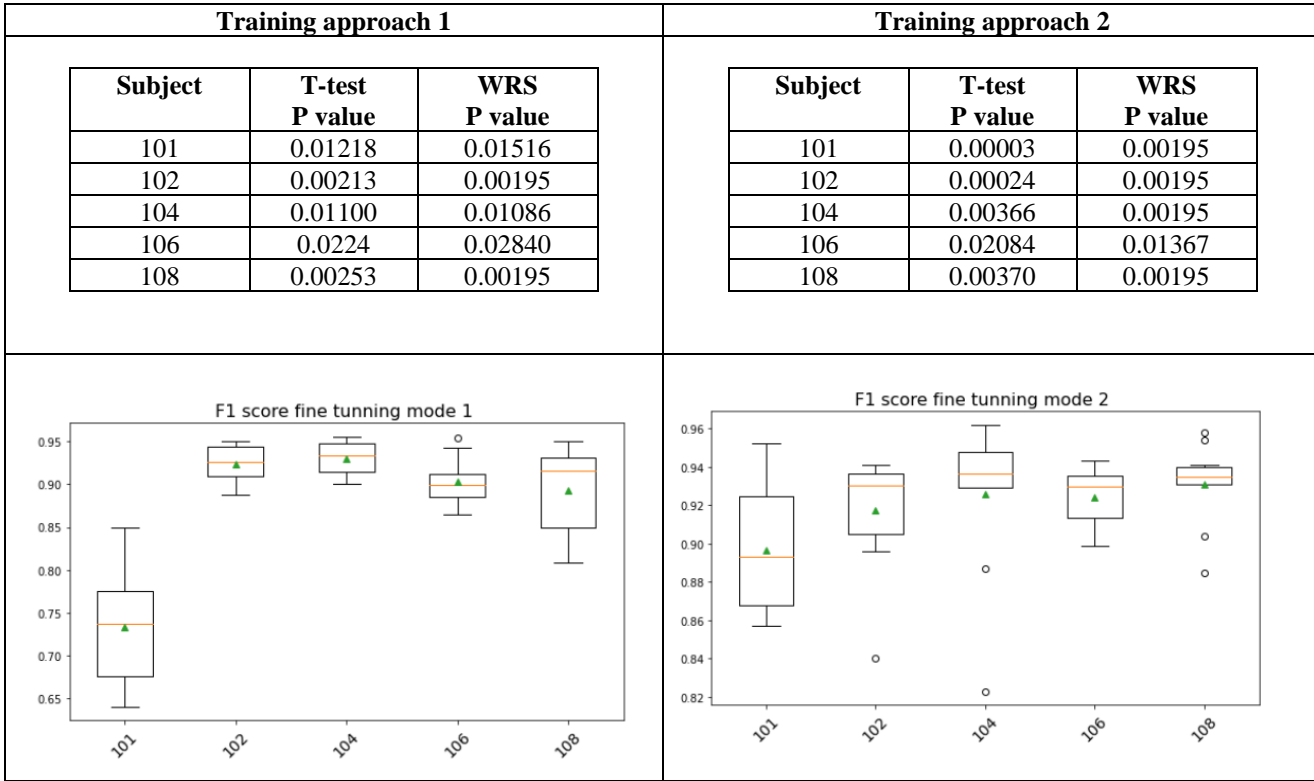 Training approach 1
Training approach 2
Subject T-test WRS
P value P value
101 0.01218 0.01516
102 0.00213 0.00195
104 0.01100 0.01086
106 0.0224 0.02840
108 0.00253 0.00195
Subject T-test WRS
P value P value
101 0.00003 0.00195
102 0.00024 0.00195
104 0.00366 0.00195
106 0.02084 0.01367
108 0.00370 0.00195
F1 score fine tunning mode 1
0.95
0.90
0.85
0.80
0.75
0.70
0.65
101 102 104 106 108
F1 score fine tunning mode 2
0.96
0.94
0.92
0.90
0.88
0.86
0.84
0.82
101 102 104 106 108